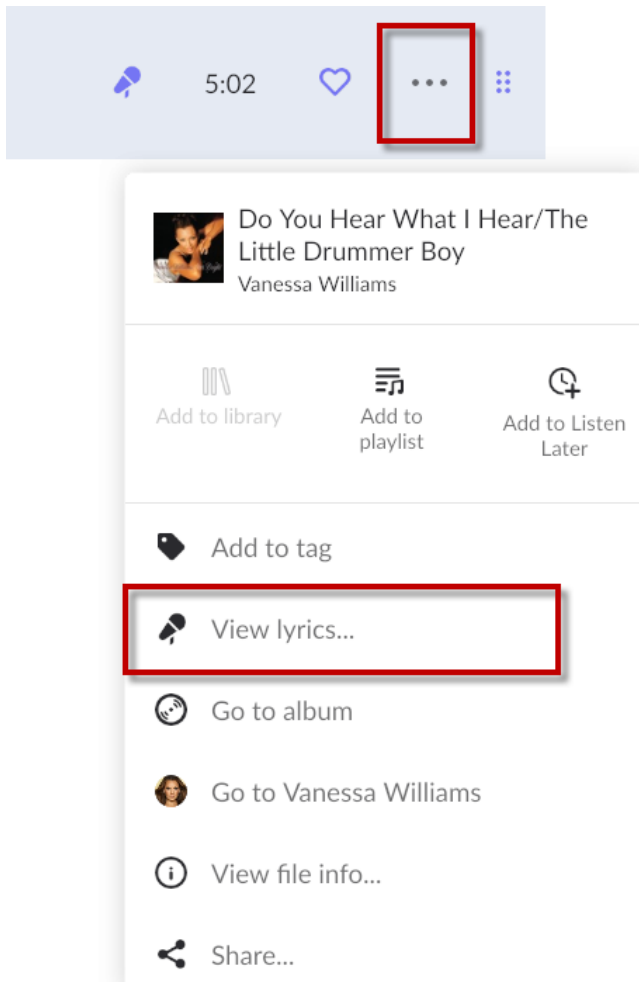 5:02
Do You Hear What I Hear/The
Little Drummer Boy
Vanessa Williams
Add to library
Add to
playlist
Add to Listen
Later
Add to tag
View lyrics...
Go to album
Go to Vanessa Williams
View file info...
Share...